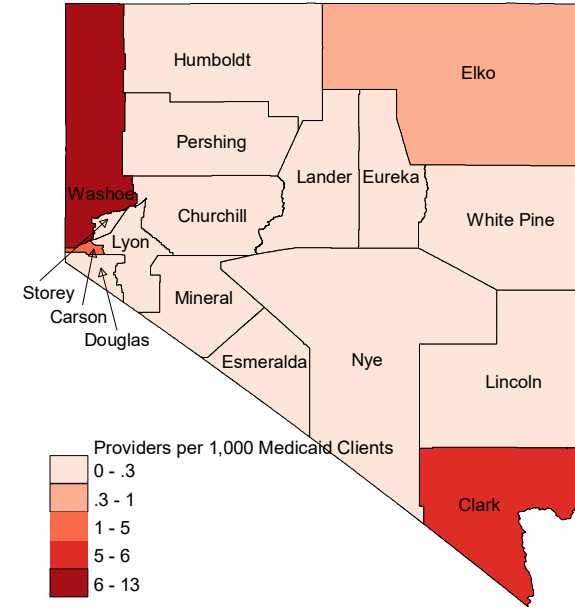 Humboldt
Elko
Pershing
Lander
Eureka
Washoe
Churchill
White Pine
Lyon
Storey
Carson
Douglas
Mineral
Esmeralda
Nye
Lincoln
Clark
Providers per 1,000 Medicaid Clients
0 - .3
.3 - 1
1 - 5
5 - 6
6 - 13